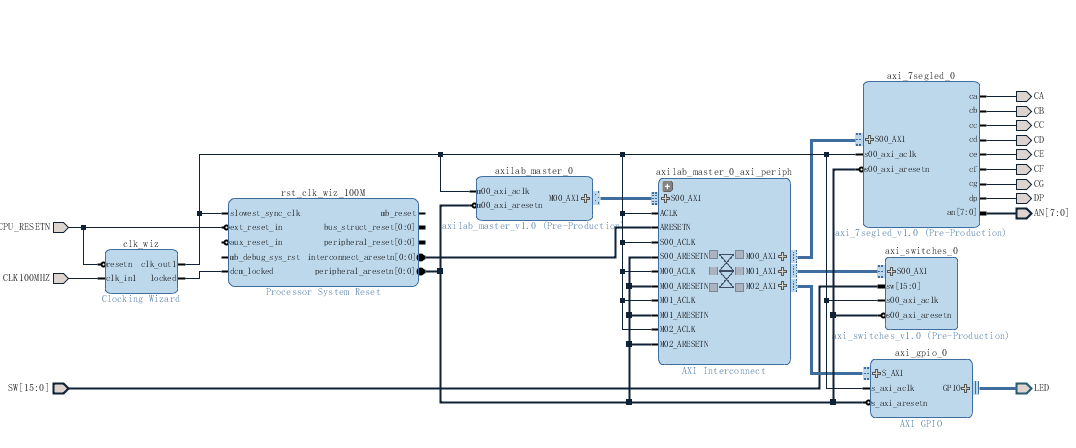 axi_7segled_0
ca
CA
cb
CB
cc
CC
S00_AXI
cd
CD
s00_axi_aclk
ce
CE
s00_axi_aresetn
cf
CF
cg
CG
dp
DP
an[7:0]
AN[7:0]
axi_7segled_v1.0 (Pre-Production)
axilab_master_0
m00_axi_aclk
M00_AXI
m00_axi_aresetn
axilab_master_v1.0 (Pre-Production)
axilab_master_0_axi_periph
S00_AXI
ACLK
ARESETN
S00_ACLK
S00_ARESETN
M00_AXI
M00_ACLK
M01_AXI
M00_ARESETN
M02_AXI
M01_ACLK
M01_ARESETN
M02_ACLK
M02_ARESETN
AXI Interconnect
rst_clk_wiz_100M
slowest_sync_clk
mb_reset
ext_reset_in
bus_struct_reset[0:0]
aux_reset_in
peripheral_reset[0:0]
mb_debug_sys_rst
interconnect_aresetn[0:0]
dcm_locked
peripheral_aresetn[0:0]
Processor System Reset
CPU_RESETN
clk_wiz
resetn
clk_out1
CLK100MHZ
clk_in1
locked
Clocking Wizard
axi_switches_0
S00_AXI
sw[15:0]
s00_axi_aclk
s00_axi_aresetn
axi_switches_v1.0 (Pre-Production)
axi_gpio_0
S_AXI
s_axi_aclk
GPIO
LED
s_axi_aresetn
AXI GPIO
SW[15:0]